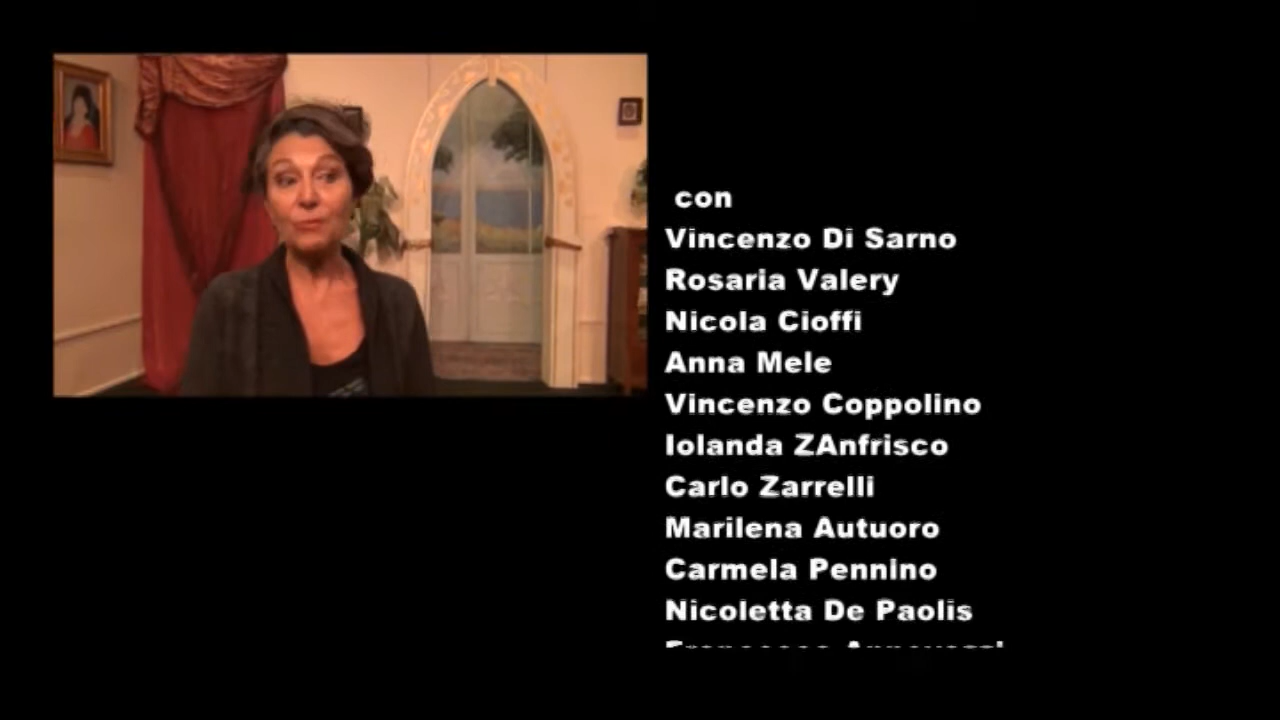 con
Vincenzo Di Sarno
Rosaria Valery
Nicola Cioffi
Anna Mele
Vincenzo Coppolino
Iolanda ZAnfrisco
Carlo Zarrelli
Marilena Autuoro
Carmela Pennino
Nicoletta De Paolis